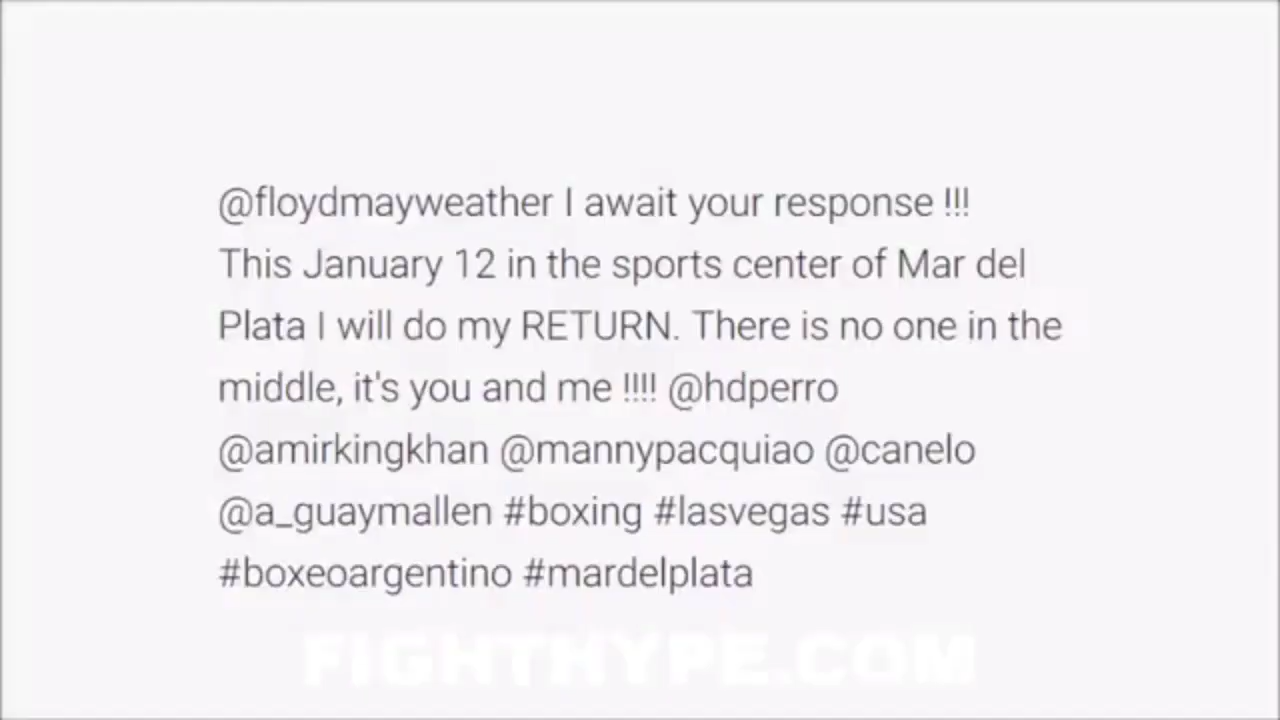 @floydmayweather I await your response !!!
This January 12 in the sports center of Mar del
Plata I will do my RETURN. There is no one in the
middle, it's you and me !!!! @hdperro
@amirkingkhan @mannypacquiao @canelo
@a_guaymallen #boxing #lasvegas #usa
#boxeoargentino #mardelplata
FIGHTHYPE.COM